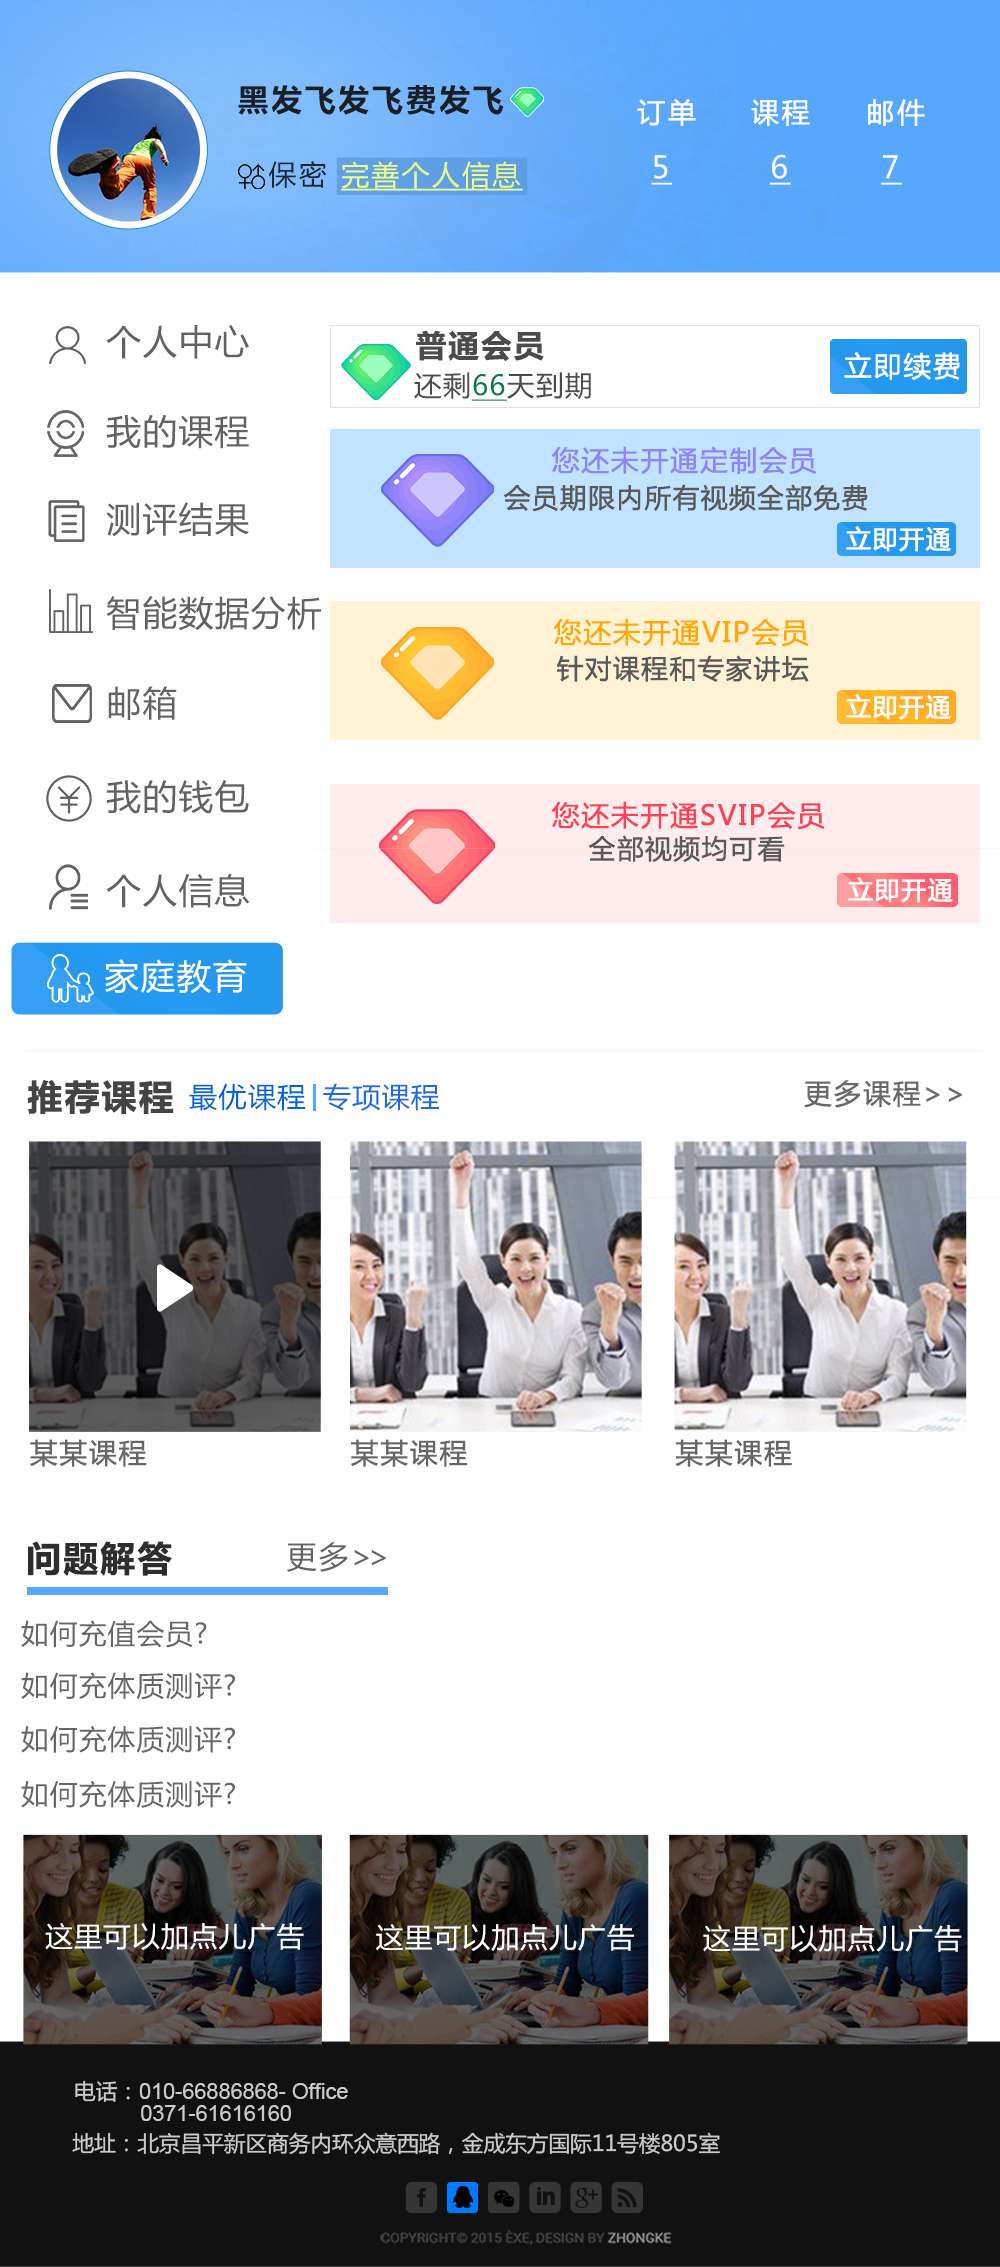 黑发飞发飞费发飞
保密 完善个人信息
订单 课程 邮件
5 6 7
个人中心
我的课程
测评结果
智能数据分析
邮箱
我的钱包
个人信息
家庭教育
普通会员
还剩66天到期
立即续费
您还未开通定制会员
会员期限内所有视频全部免费
立即开通
您还未开通VIP会员
针对课程和专家讲坛
立即开通
您还未开通SVIP会员
全部视频均可看
立即开通
推荐课程 最优课程|专项课程 更多课程>>
某某课程 某某课程 某某课程
问题解答 更多>>
如何充值会员?
如何充体质测评?
如何充体质测评?
如何充体质测评?
这里可以加点儿广告 这里可以加点儿广告 这里可以加点儿广告
电话：010-66886868- Office
0371-61616160
地址：北京昌平新区商务内环众意西路，金成东方国际11号楼805室
COPYRIGHT© 2015 ÈXE, DESIGN BY ZHONGKE